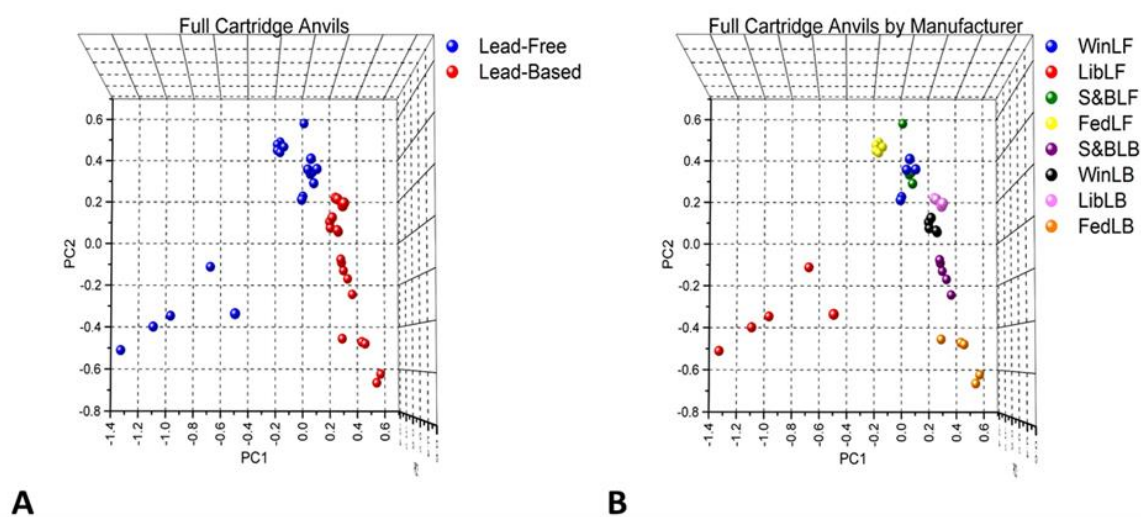 Full Cartridge Anvils
Lead-Free
Lead-Based
0.6
0.4
0.2
0.0
-0.2
-0.4
-0.6
-0.8
PC2
-1.4
-1.2
-1.0
-0.8
-0.6
-0.4
-0.2
0.0
0.2
0.4
0.6
PC1
A
Full Cartridge Anvils by Manufacturer
WinLF
LibLF
S&BLF
FedLF
S&BLB
WinLB
LibLB
FedLB
0.6
0.4
0.2
0.0
-0.2
-0.4
-0.6
-0.8
PC2
-1.4
-1.2
-1.0
-0.8
-0.6
-0.4
-0.2
0.0
0.2
0.4
0.6
PC1
B